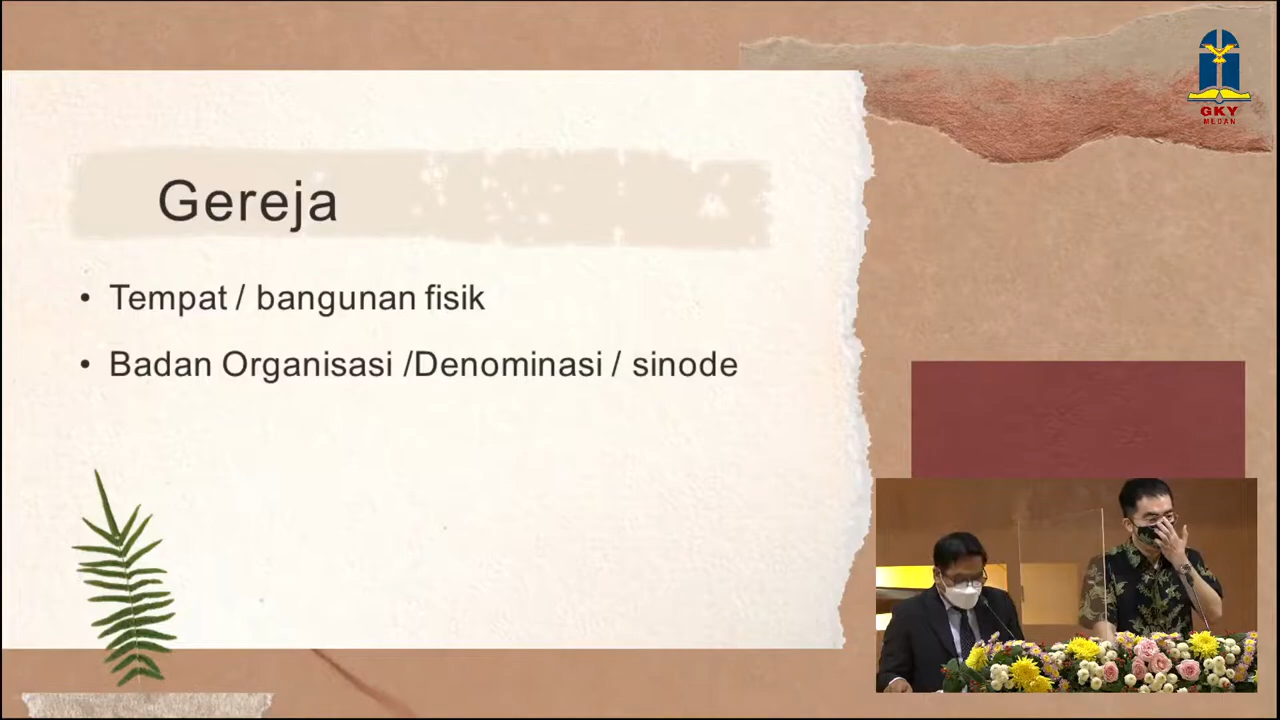 GKY
MEDAN
Gereja
• Tempat / bangunan fisik
• Badan Organisasi /Denominasi / sinode